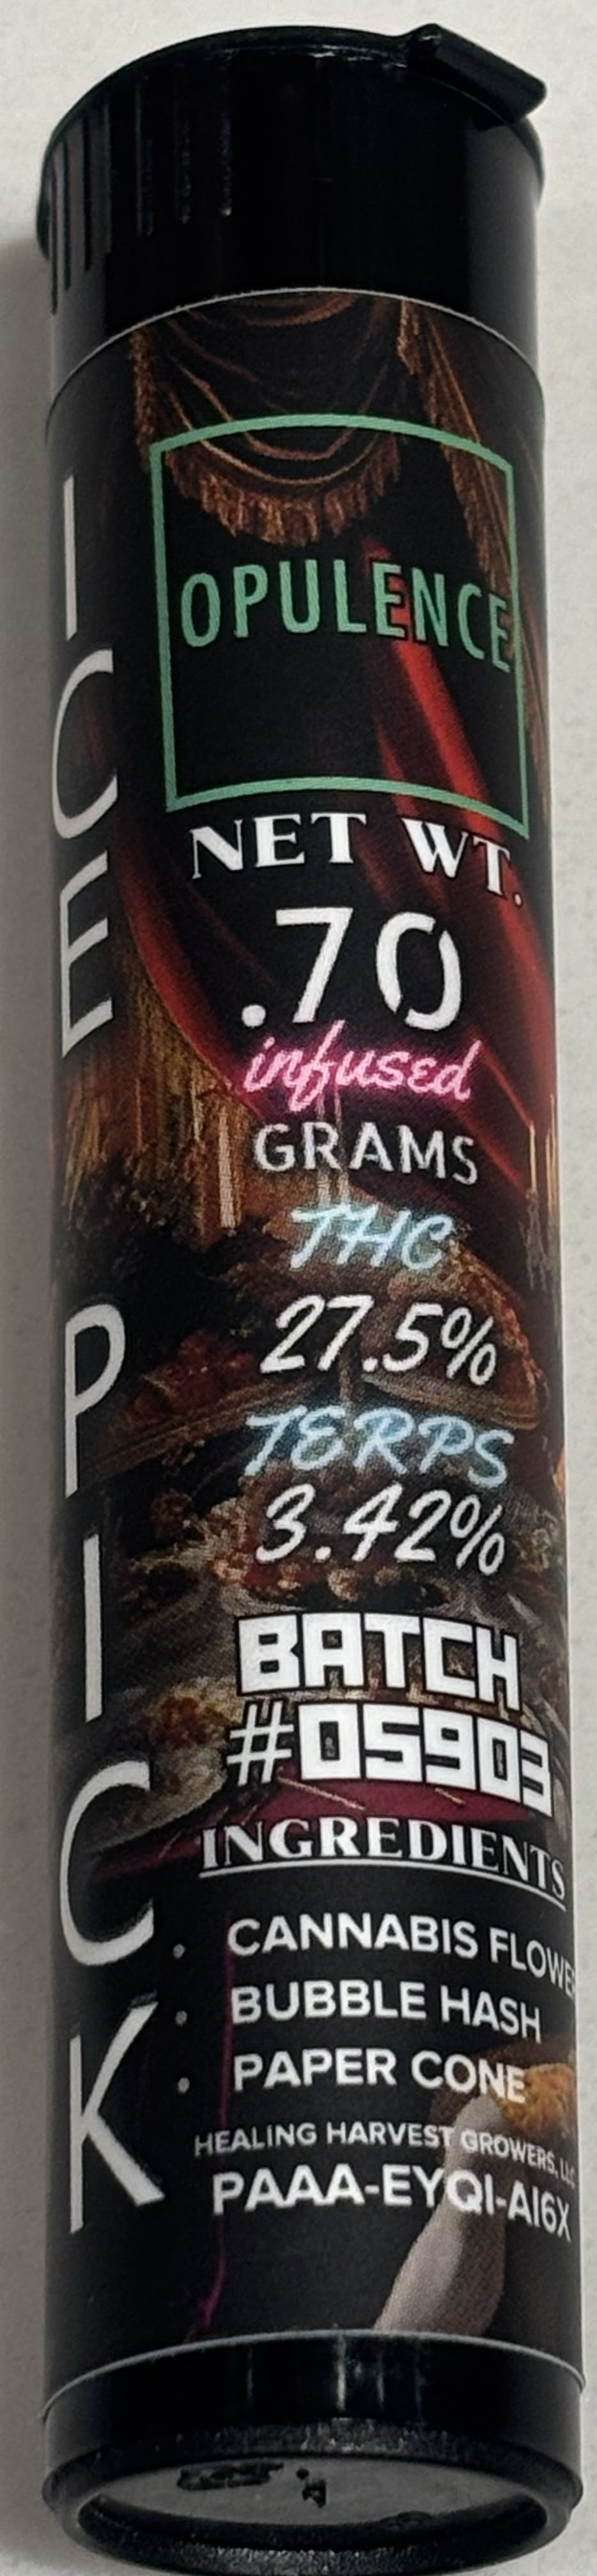 ICE PICK
OPULENCE
NET WT.
.70
infused
GRAMS
THC
27.5%
TERPS
3.42%
BATCH
#05903
INGREDIENTS
• CANNABIS FLOWER
• BUBBLE HASH
• PAPER CONE
HEALING HARVEST GROWERS, LLC
PAAA-EYQI-AI6X